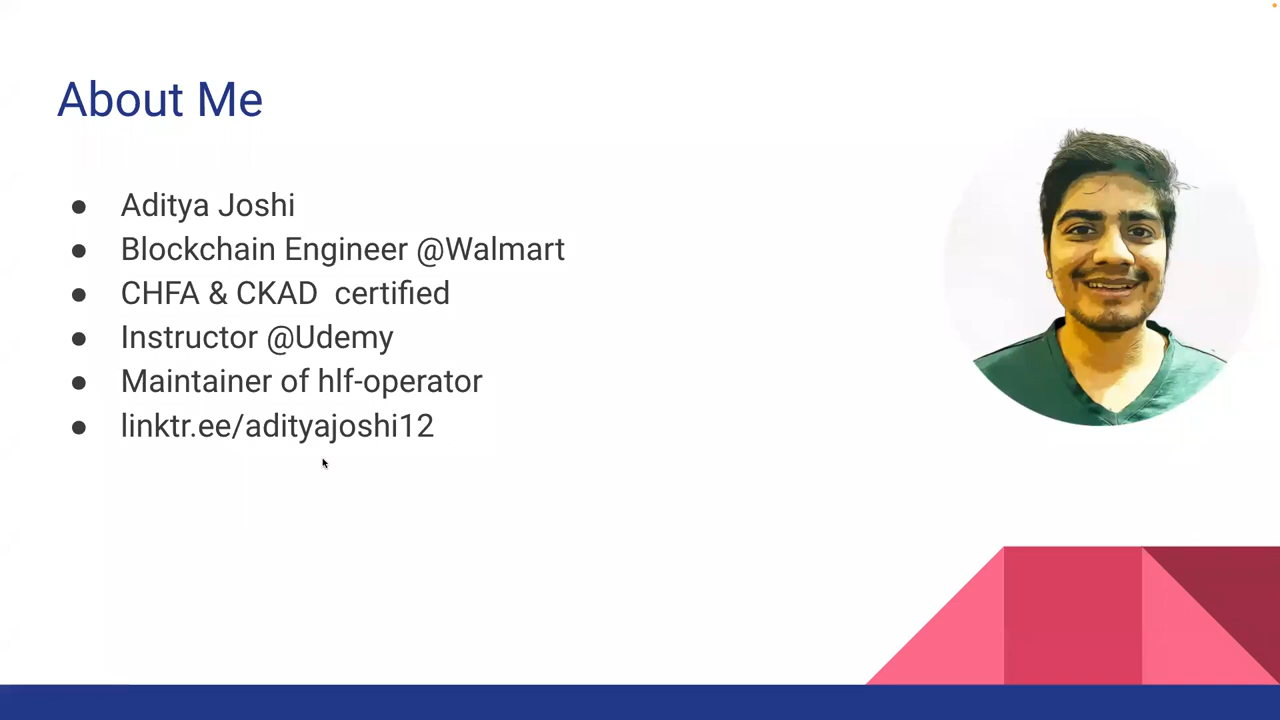 About Me
● Aditya Joshi
● Blockchain Engineer @Walmart
● CHFA & CKAD  certified
● Instructor @Udemy
● Maintainer of hlf-operator
● linktr.ee/adityajoshi12